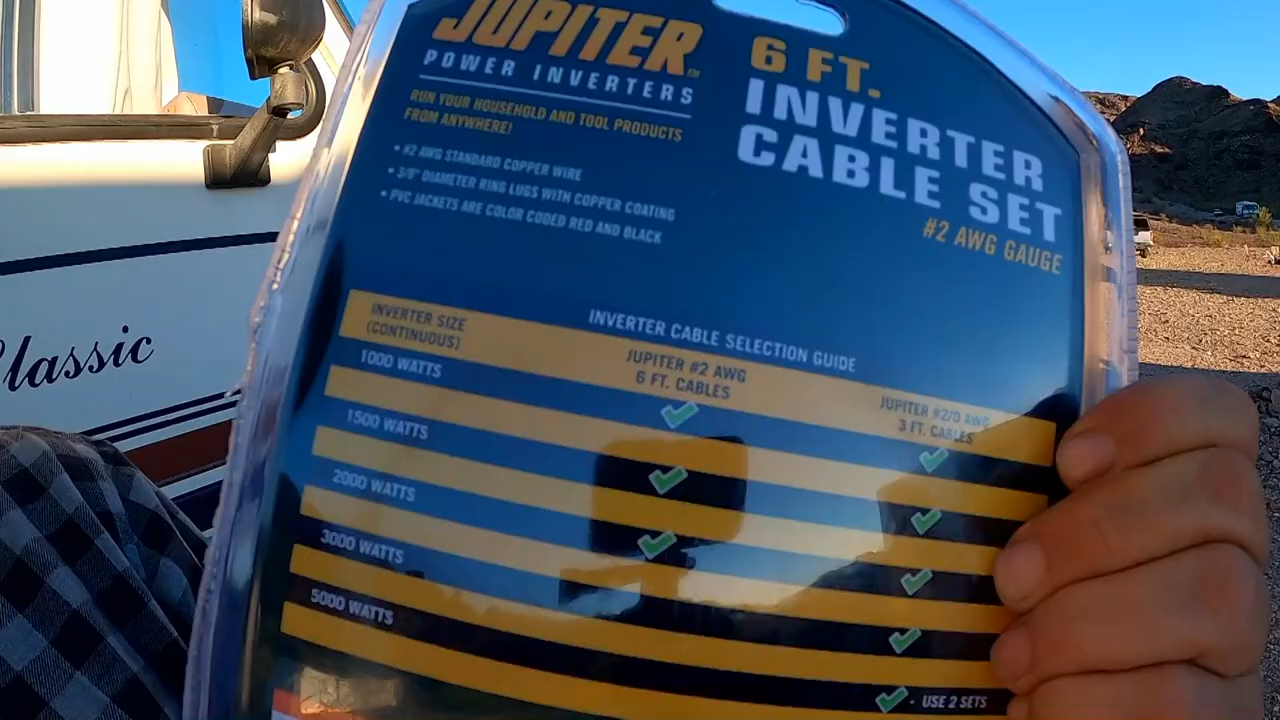 JUPITER™
POWER INVERTERS
RUN YOUR HOUSEHOLD AND TOOL PRODUCTS
FROM ANYWHERE!
• #2 AWG STANDARD COPPER WIRE
• 3/8" DIAMETER RING LUGS WITH COPPER COATING
• PVC JACKETS ARE COLOR CODED RED AND BLACK
6 FT.
INVERTER
CABLE SET
#2 AWG GAUGE
INVERTER CABLE SELECTION GUIDE
INVERTER SIZE
(CONTINUOUS)
JUPITER #2 AWG
6 FT. CABLES
JUPITER #2/0 AWG
3 FT. CABLES
1000 WATTS
1500 WATTS
2000 WATTS
3000 WATTS
5000 WATTS
- USE 2 SETS
Classic